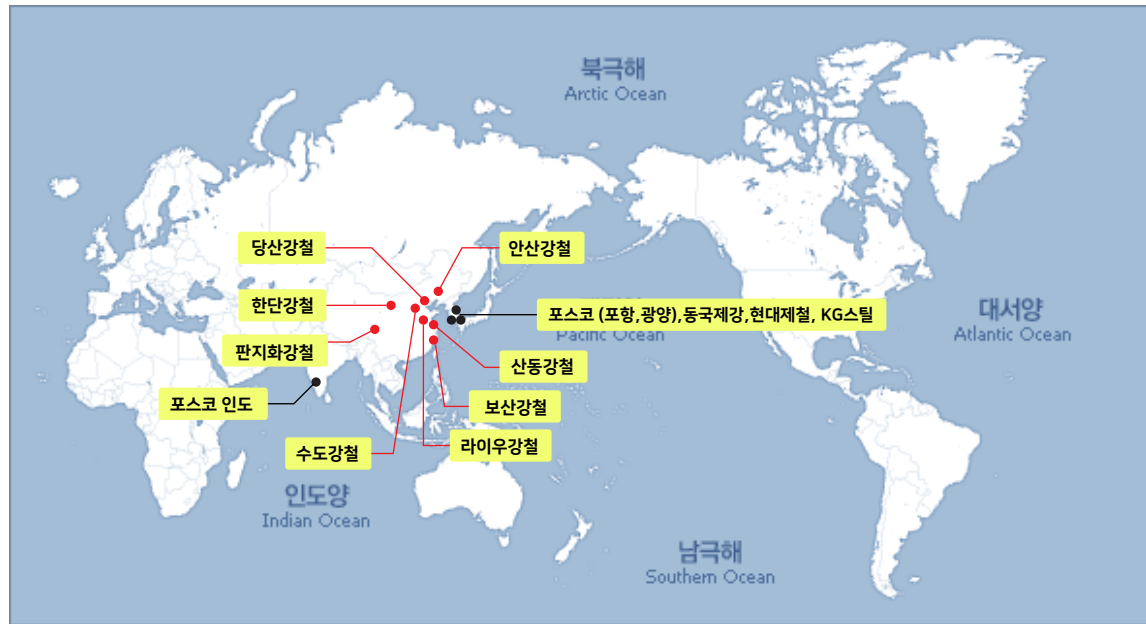 북극해
Arctic Ocean
당산강철
안산강철
한단강철
포스코 (포항,광양),동국제강,현대제철, KG스틸
대서양
Pacific Ocean
Atlantic Ocean
판지화강철
산동강철
포스코 인도
보산강철
수도강철
라이우강철
인도양
Indian Ocean
남극해
Southern Ocean